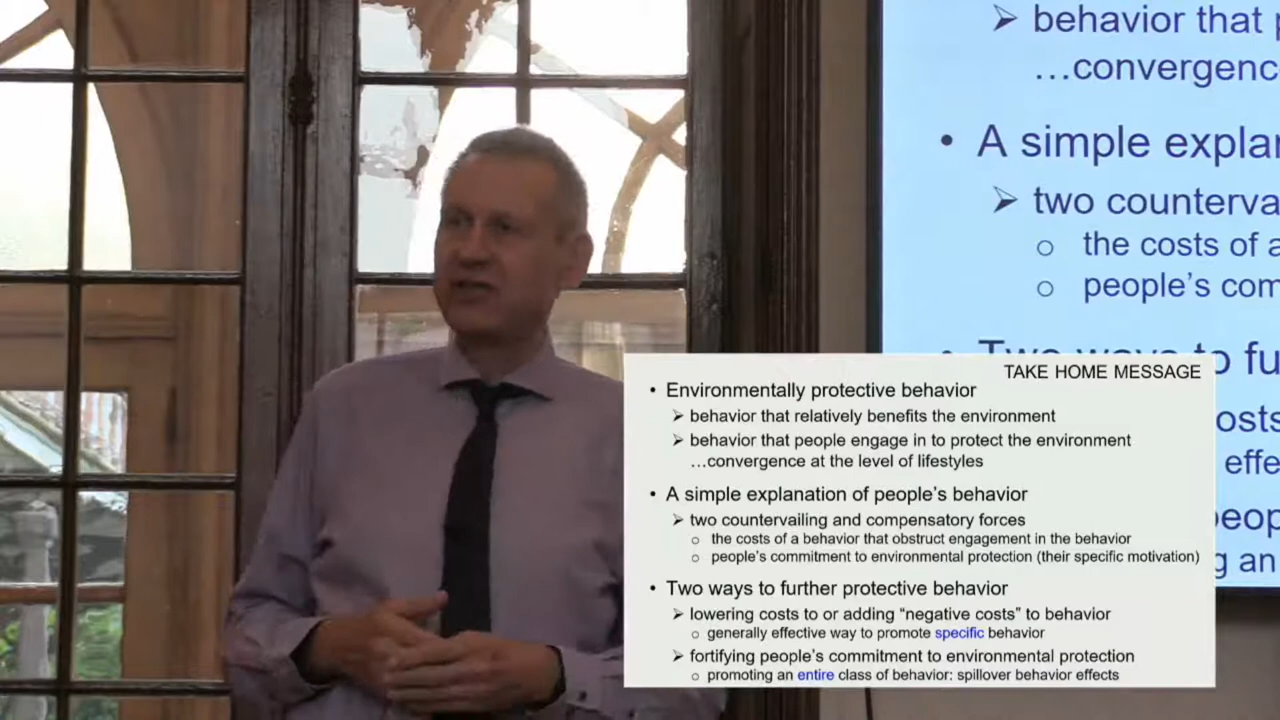 behavior that
…convergenc
• A simple explan
➢ two counterva
○ the costs of a
○ people's com
TAKE HOME MESSAGE
• Environmentally protective behavior
➢ behavior that relatively benefits the environment
➢ behavior that people engage in to protect the environment
…convergence at the level of lifestyles
• A simple explanation of people's behavior
➢ two countervailing and compensatory forces
○ the costs of a behavior that obstruct engagement in the behavior
○ people's commitment to environmental protection (their specific motivation)
• Two ways to further protective behavior
➢ lowering costs to or adding “negative costs” to behavior
○ generally effective way to promote specific behavior
➢ fortifying people's commitment to environmental protection
○ promoting an entire class of behavior: spillover behavior effects